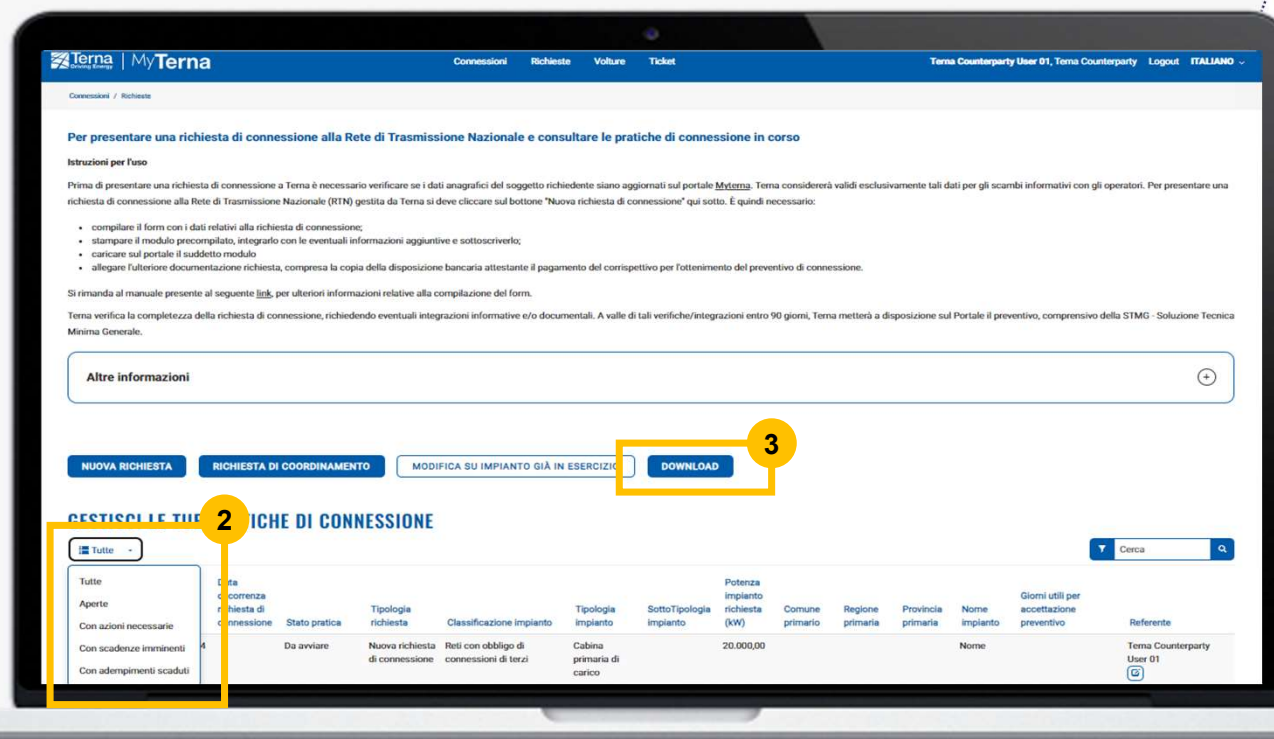 Terna | MyTerna
Driving Energy
Connessioni Richieste Volture Ticket
Terna Counterparty User 01, Terna Counterparty Logout ITALIANO
Connessioni / Richieste
Per presentare una richiesta di connessione alla Rete di Trasmissione Nazionale e consultare le pratiche di connessione in corso
Istruzioni per l'uso
Prima di presentare una richiesta di connessione a Terna è necessario verificare se i dati anagrafici del soggetto richiedente siano aggiornati sul portale Myterna. Terna considererà validi esclusivamente tali dati per gli scambi informativi con gli operatori. Per presentare una
richiesta di connessione alla Rete di Trasmissione Nazionale (RTN) gestita da Terna si deve cliccare sul bottone "Nuova richiesta di connessione" qui sotto. È quindi necessario:
• compilare il form con i dati relativi alla richiesta di connessione;
• stampare il modulo precompilato, integrarlo con le eventuali informazioni aggiuntive e sottoscriverlo;
• caricare sul portale il suddetto modulo
• allegare l'ulteriore documentazione richiesta, compresa la copia della disposizione bancaria attestante il pagamento del corrispettivo per l'ottenimento del preventivo di connessione.
Si rimanda al manuale presente al seguente link, per ulteriori informazioni relative alla compilazione del form.
Terna verifica la completezza della richiesta di connessione, richiedendo eventuali integrazioni informative e/o documentali. A valle di tali verifiche/integrazioni entro 90 giorni, Terna metterà a disposizione sul Portale il preventivo, comprensivo della STMG - Soluzione Tecnica
Minima Generale.
Altre informazioni
3
NUOVA RICHIESTA RICHIESTA DI COORDINAMENTO MODIFICA SU IMPIANTO GIÀ IN ESERCIZIO DOWNLOAD
2
GESTISCI LE TUE TICHE DI CONNESSIONE
Tutte
Cerca
Tutte
Aperte
Con azioni necessarie
Con scadenze imminenti
Con adempimenti scaduti
connessione
Stato pratica
Tipologia
richiesta
Classificazione impianto
Tipologia
impianto
SottoTipologia
impianto
Potenza
impianto
richiesta
(kW)
Comune
primario
Regione
primaria
Provincia
primaria
Nome
impianto
Giorni utili per
accettazione
preventivo
Referente
4
Da avviare
Nuova richiesta
di connessione
Reti con obbligo di
connessioni di terzi
Cabina
primaria di
carico
20.000,00
Nome
Terna Counterparty
User 01